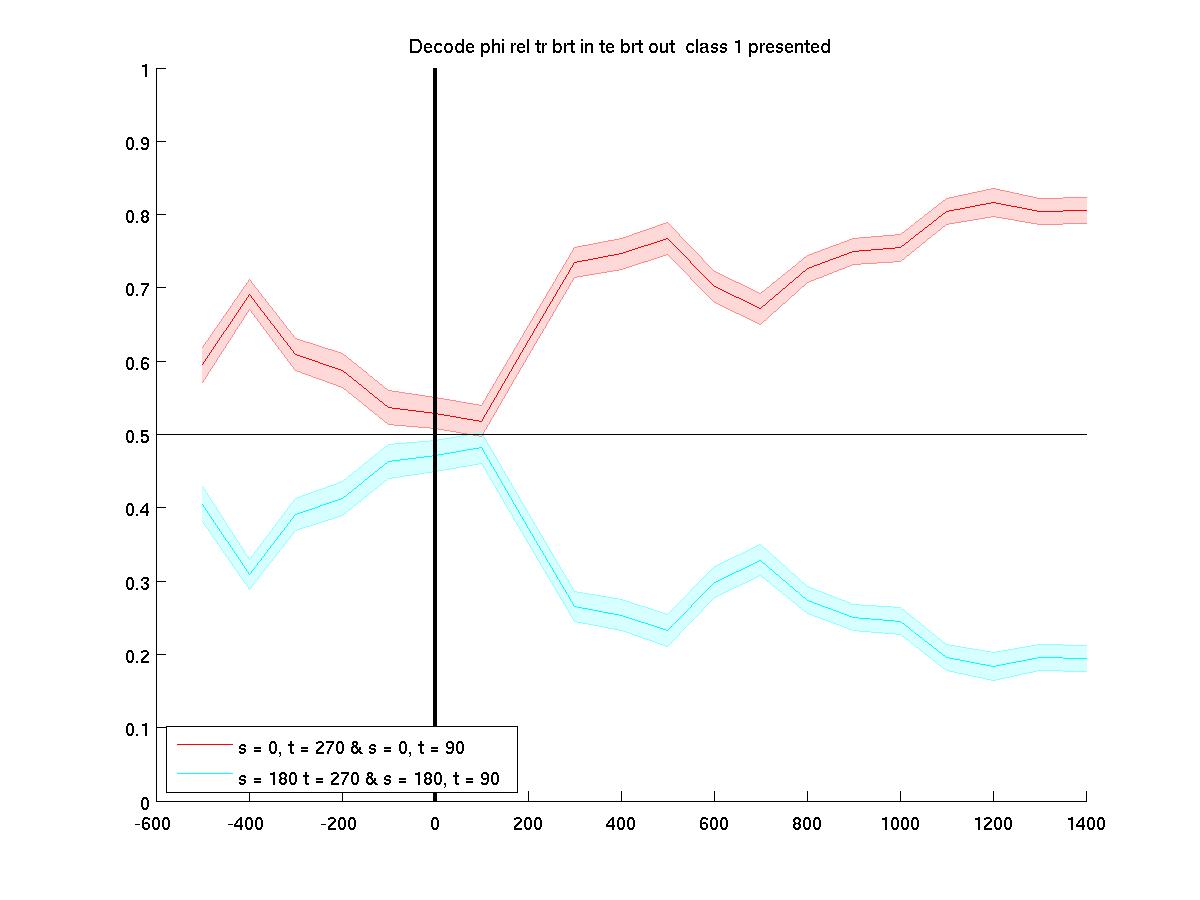 Decode phi rel tr brt in te brt out  class 1 presented
1
0.9
0.8
0.7
0.6
0.5
0.4
0.3
0.2
0.1
0
s = 0, t = 270 & s = 0, t = 90
s = 180 t = 270 & s = 180, t = 90
-600 -400 -200 0 200 400 600 800 1000 1200 1400